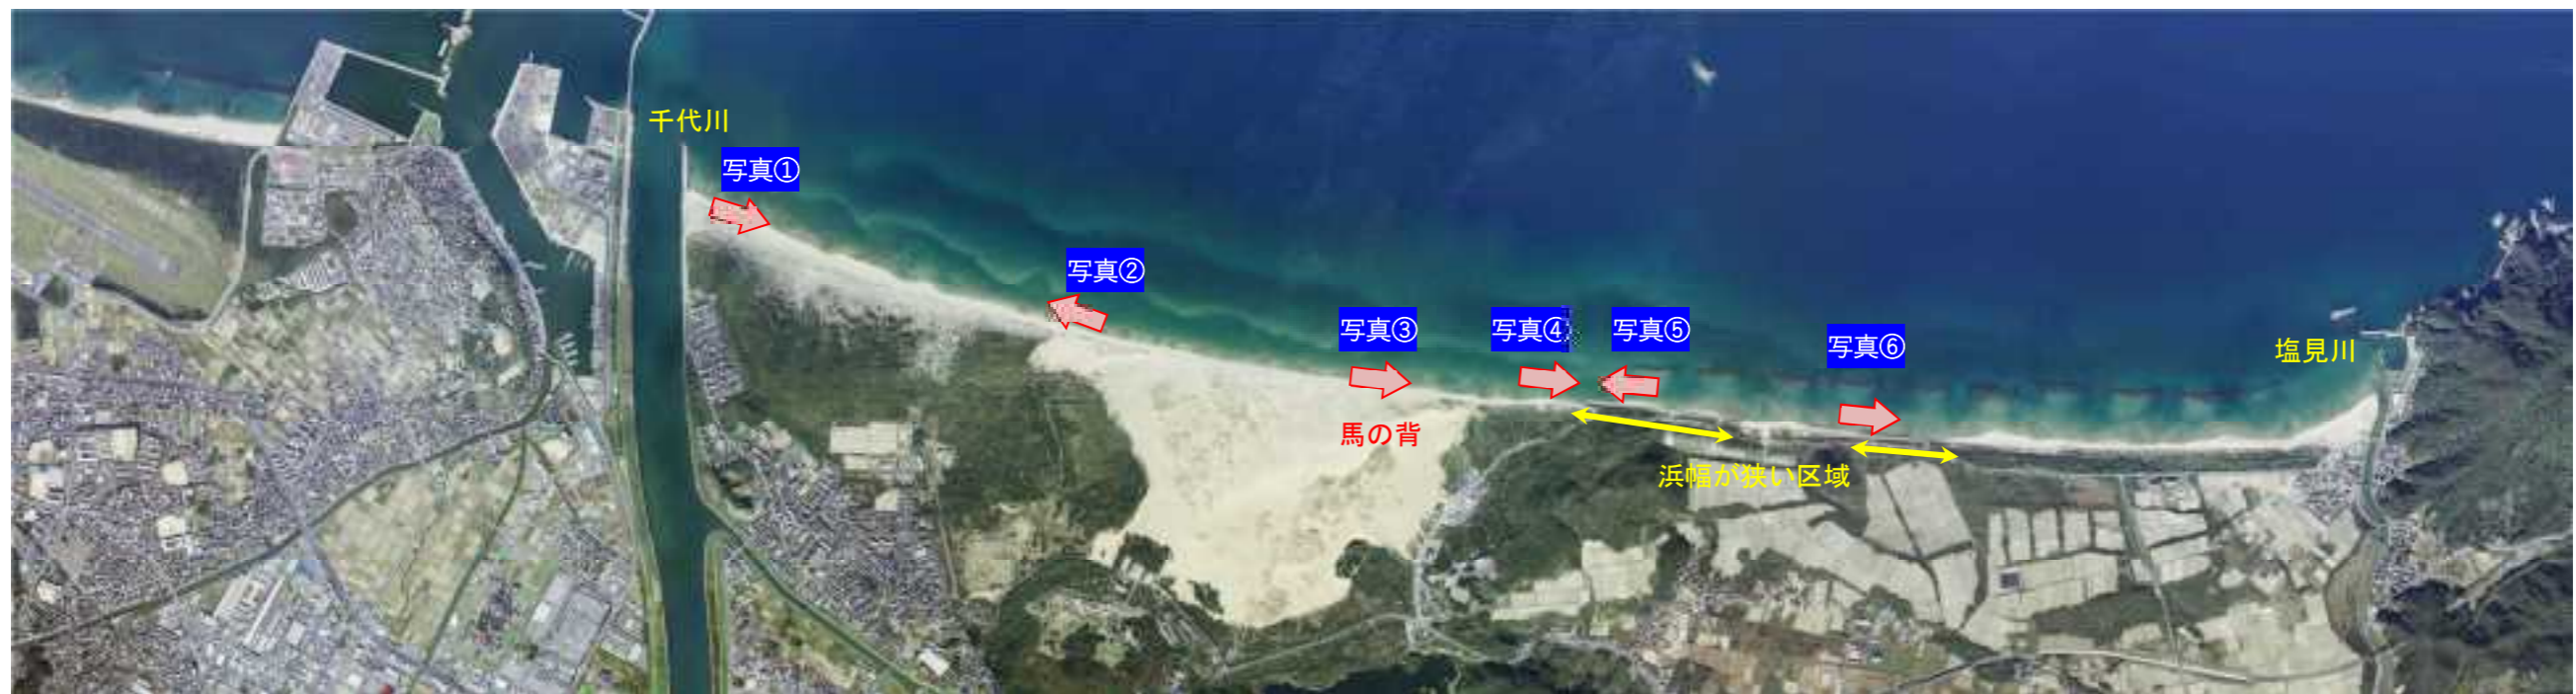 千代川
写真①
写真②
写真③
写真④
写真⑤
写真⑥
塩見川
馬の背
浜幅が狭い区域